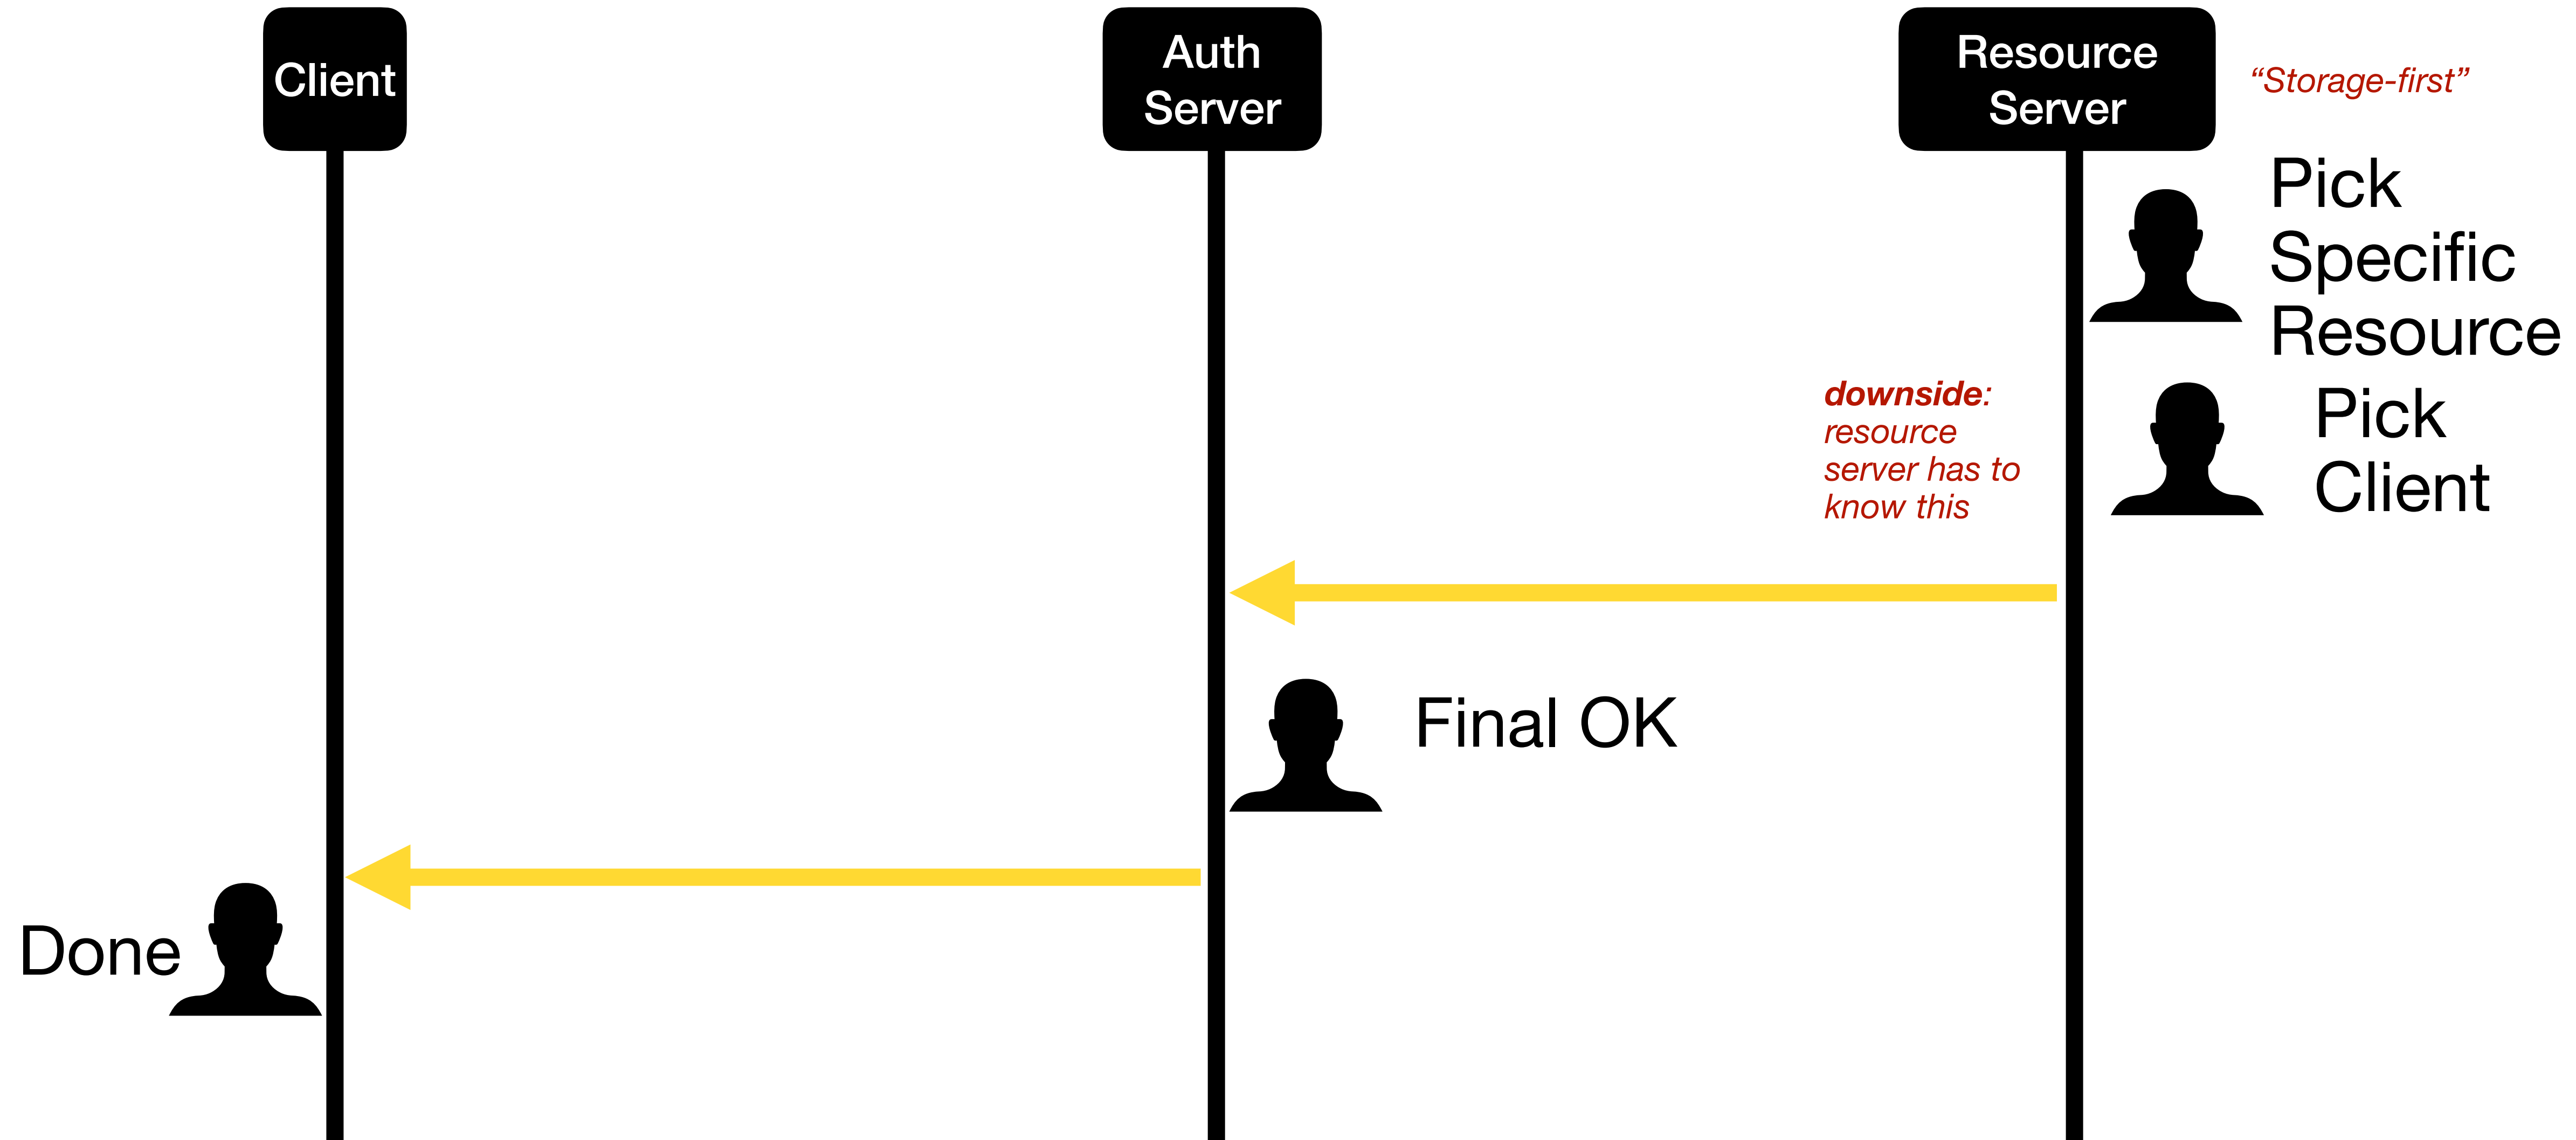 Client
Auth
Server
Resource
Server
“Storage-first”
Pick
Specific
Resource
downside:
resource
server has to
know this
Pick
Client
Final OK
Done